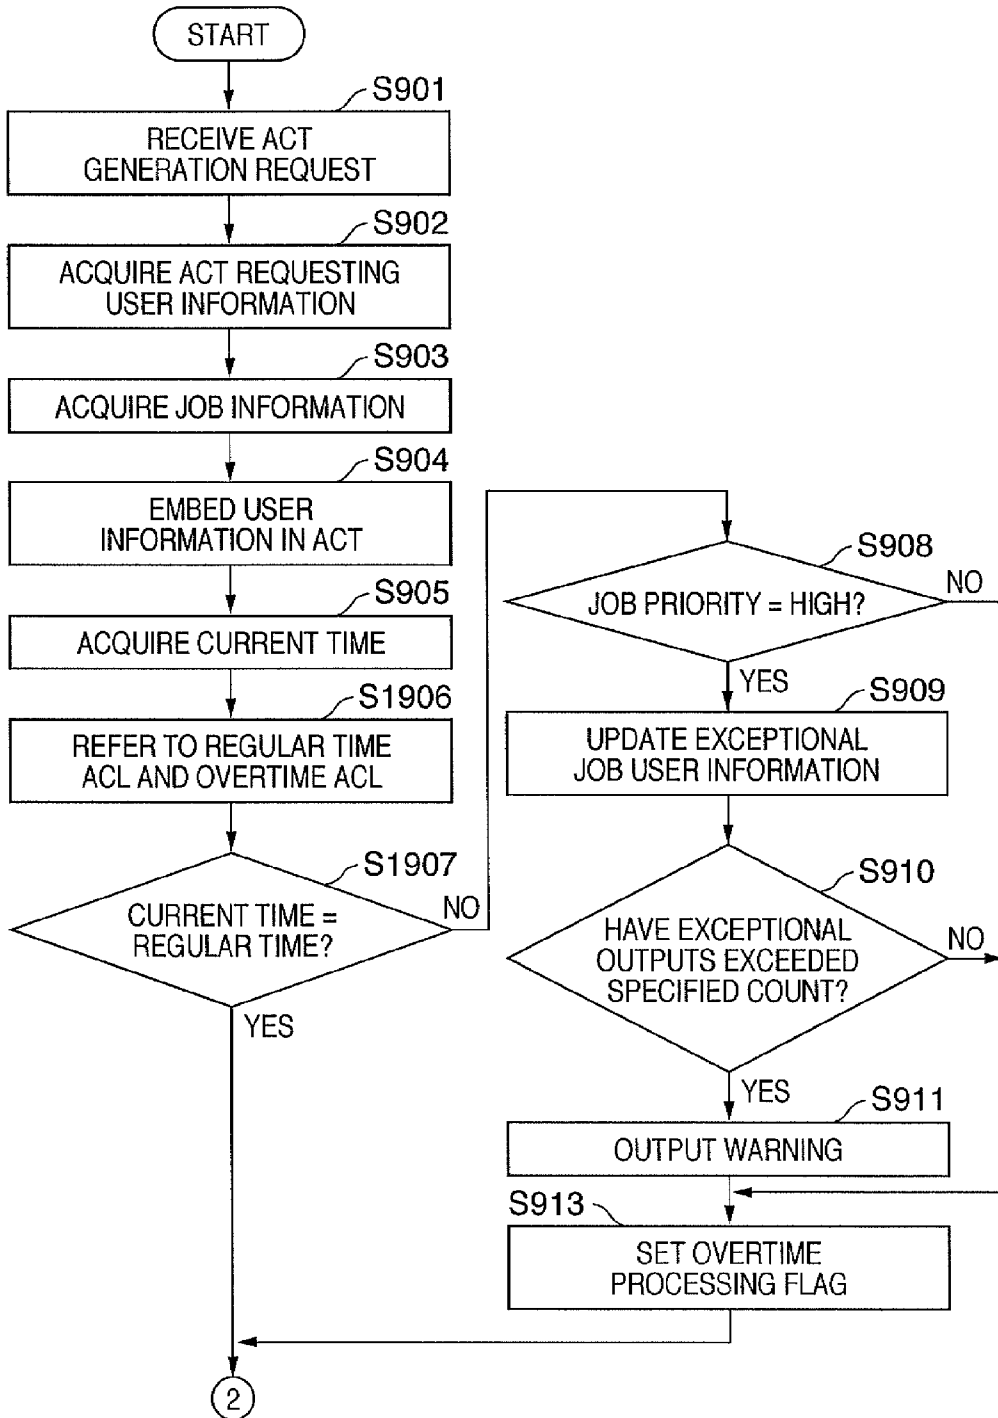 START
S901
RECEIVE ACT
GENERATION REQUEST
S902
ACQUIRE ACT REQUESTING
USER INFORMATION
S903
ACQUIRE JOB INFORMATION
S904
EMBED USER
INFORMATION IN ACT
S905
ACQUIRE CURRENT TIME
S1906
REFER TO REGULAR TIME
ACL AND OVERTIME ACL
S1907
CURRENT TIME =
REGULAR TIME?
NO
YES
S908
JOB PRIORITY = HIGH?
NO
YES
S909
UPDATE EXCEPTIONAL
JOB USER INFORMATION
S910
HAVE EXCEPTIONAL
OUTPUTS EXCEEDED
SPECIFIED COUNT?
NO
YES
S911
OUTPUT WARNING
S913
SET OVERTIME
PROCESSING FLAG
2